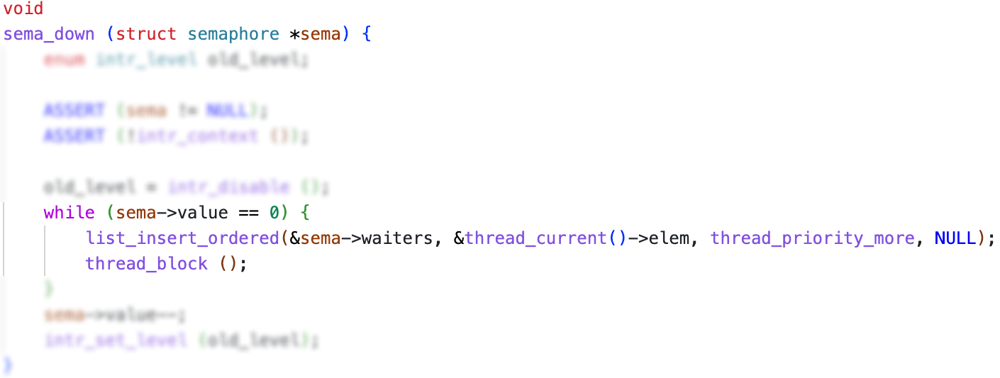 void
sema_down (struct semaphore *sema) {
enum intr_level old_level;
ASSERT (sema != NULL);
ASSERT (!intr_context ());
old_level = intr_disable ();
while (sema->value == 0) {
list_insert_ordered(&sema->waiters, &thread_current()->elem, thread_priority_more, NULL);
thread_block ();
}
sema->value--;
intr_set_level (old_level);
}